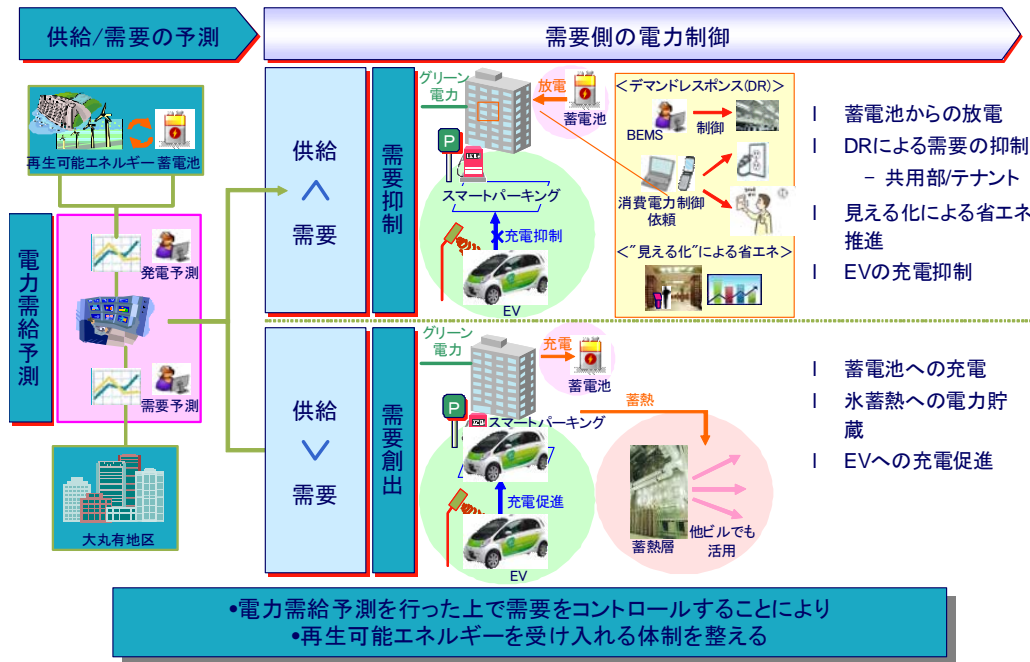 供給/需要の予測
需要側の電力制御
再生可能エネルギー 蓄電池
電力需給予測
発電予測
需要予測
大丸有地区
供給
∧
需要
需要抑制
グリーン
電力
放電
蓄電池
P
スマートパーキング
充電抑制
EV
<デマンドレスポンス(DR)>
BEMS
制御
消費電力制御
依頼
<"見える化"による省エネ>
l 蓄電池からの放電
l DRによる需要の抑制
– 共用部/テナント
l 見える化による省エネ
推進
l EVの充電抑制
供給
∨
需要
需要創出
グリーン
電力
充電
蓄電池
P
スマートパーキング
蓄熱
充電促進
EV
蓄熱層
他ビルでも
活用
l 蓄電池への充電
l 氷蓄熱への電力貯
蔵
l EVへの充電促進
•電力需給予測を行った上で需要をコントロールすることにより
•再生可能エネルギーを受け入れる体制を整える